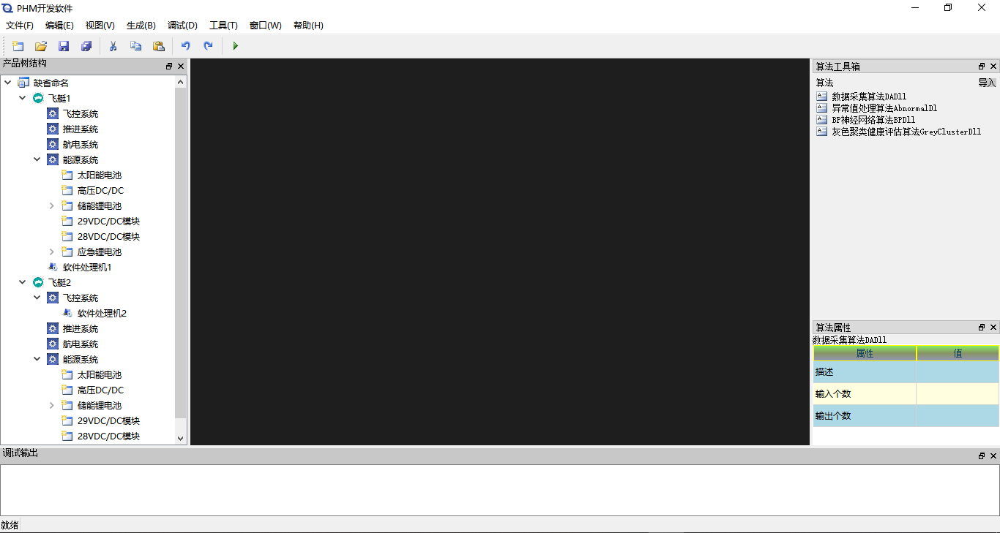 PHM开发软件
文件(F) 编辑(E) 视图(V) 生成(B) 调试(D) 工具(T) 窗口(W) 帮助(H)
产品树结构
缺省命名
飞艇1
飞控系统
推进系统
航电系统
能源系统
太阳能电池
高压DC/DC
储能锂电池
29VDC/DC模块
28VDC/DC模块
应急锂电池
软件处理机1
飞艇2
飞控系统
软件处理机2
推进系统
航电系统
能源系统
太阳能电池
高压DC/DC
储能锂电池
29VDC/DC模块
28VDC/DC模块
算法工具箱
算法 导入
数据采集算法DADll
异常值处理算法AbnormalDl
BP神经网络算法BPDll
灰色聚类健康评估算法GreyClusterDll
算法属性
数据采集算法DADll
属性 值
描述
输入个数
输出个数
调试输出
就绪